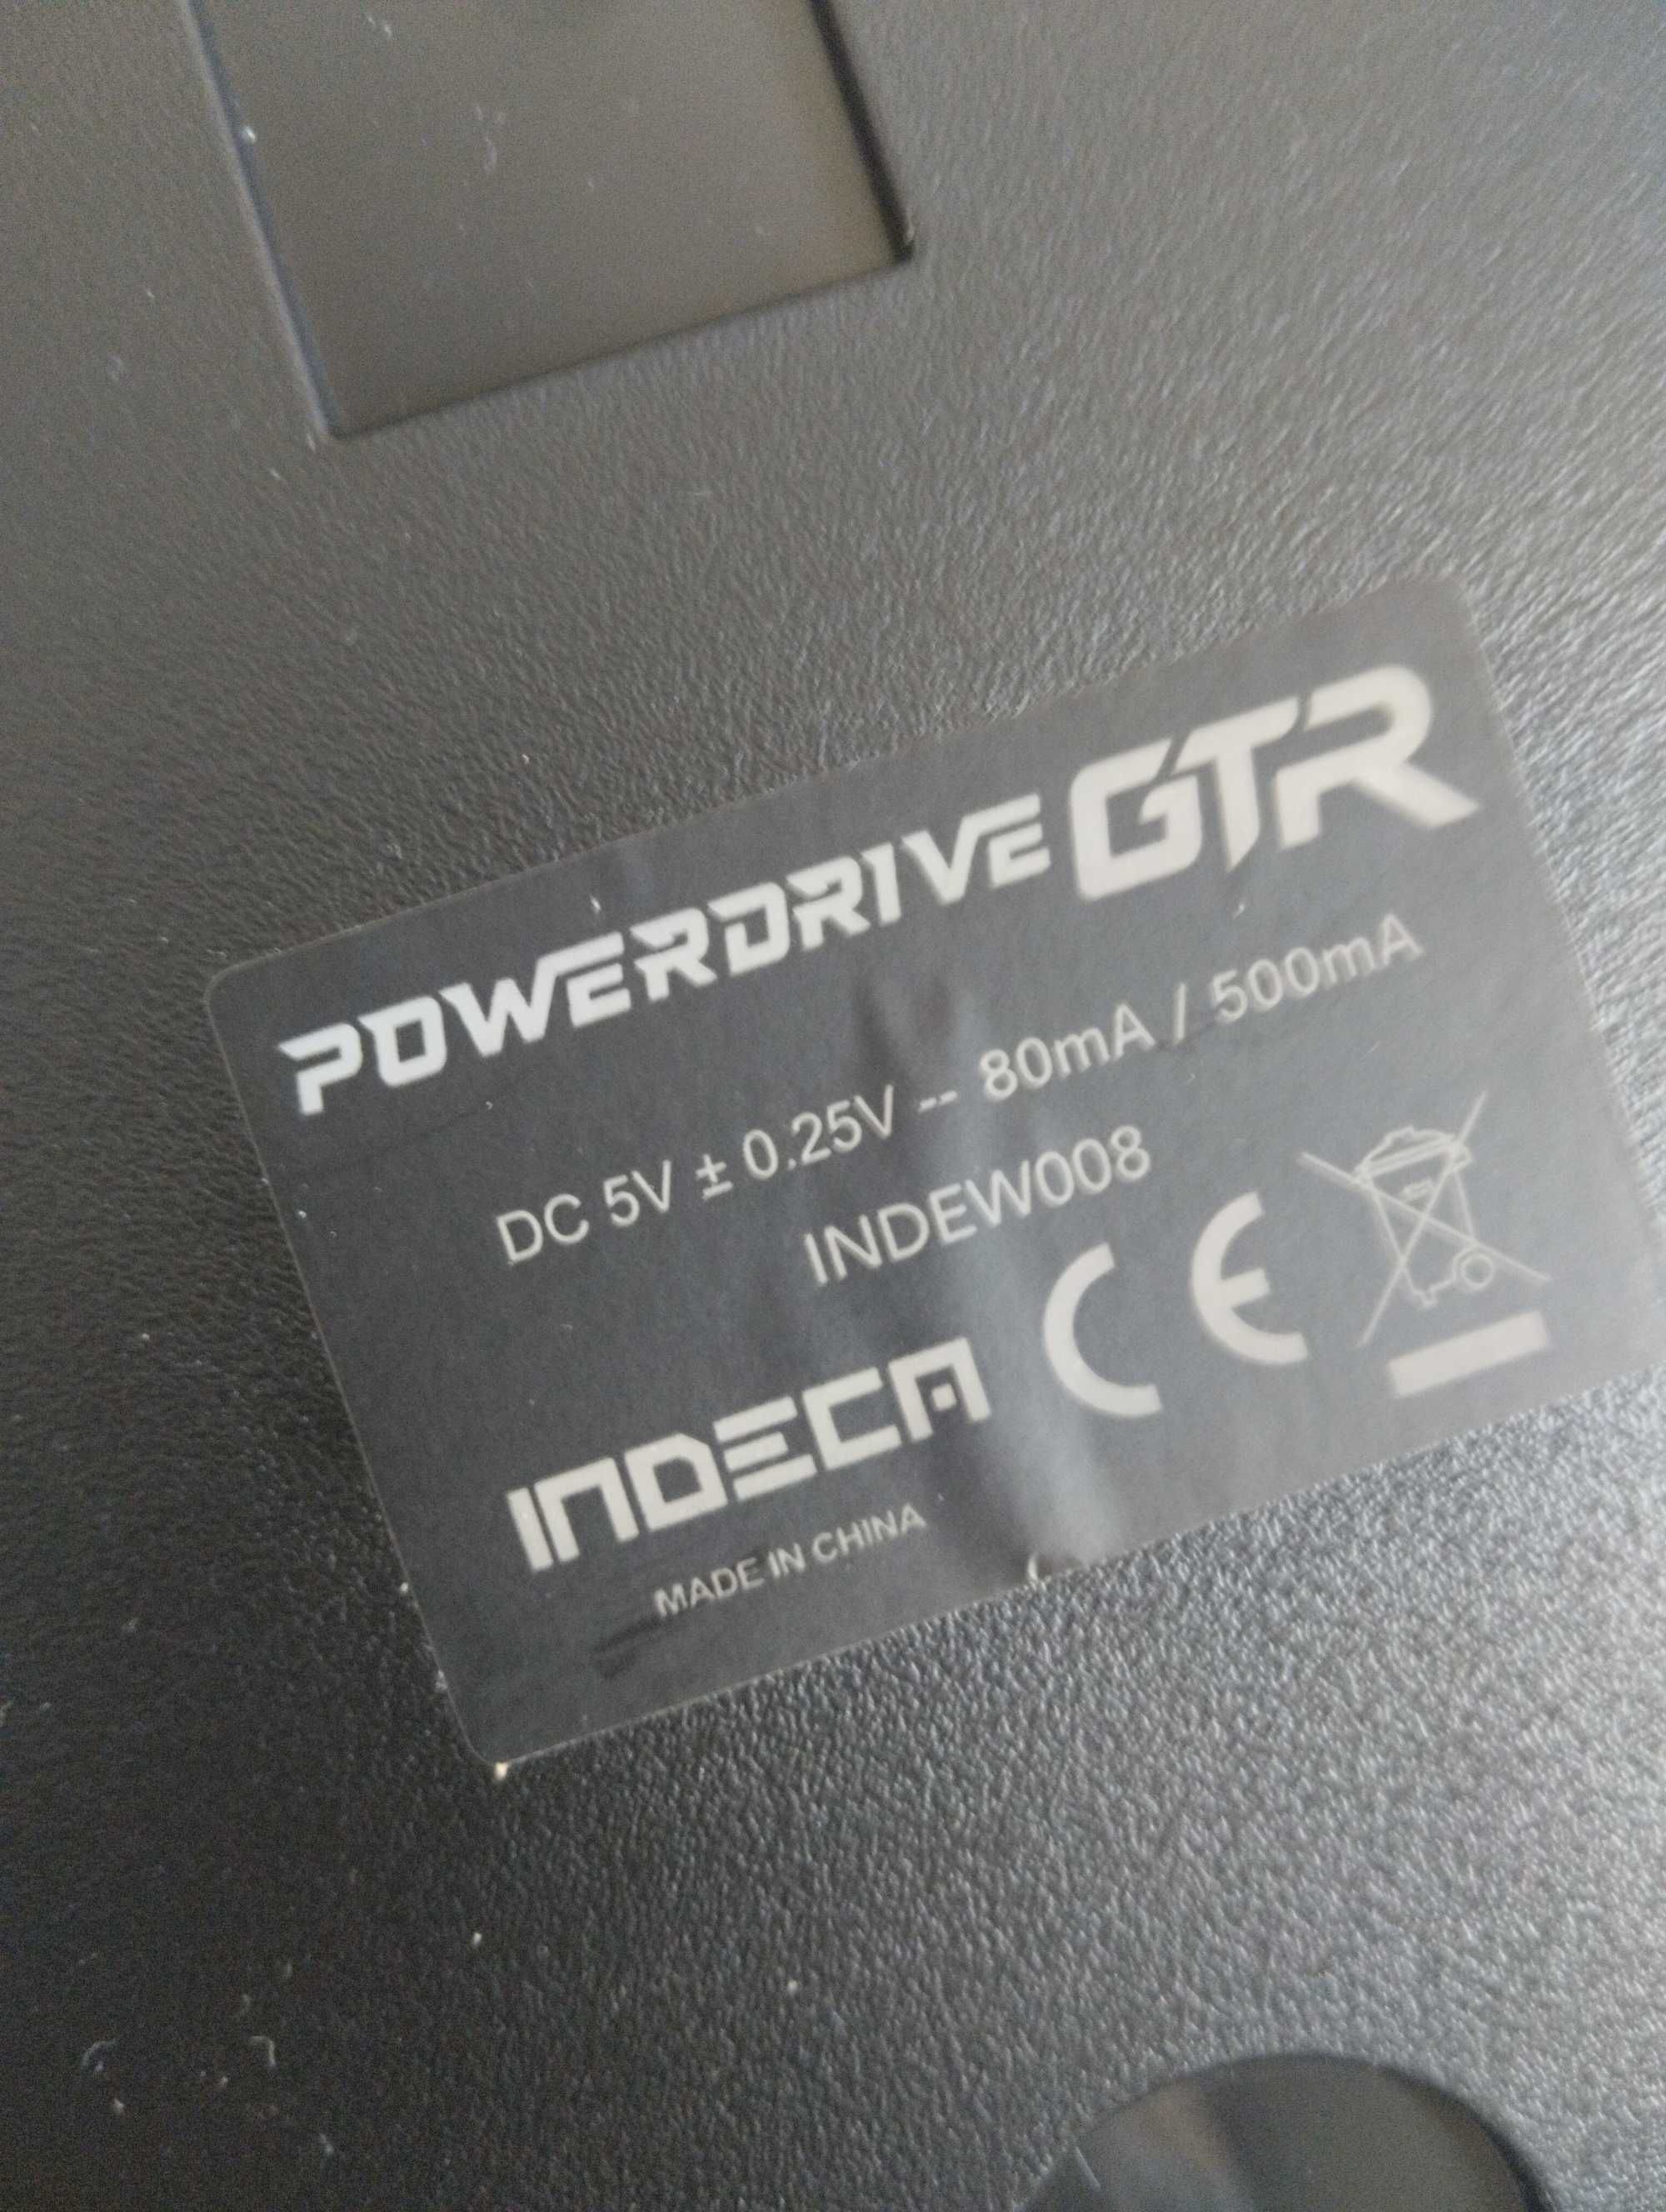 POWERDRIVE GTR
DC 5V ± 0.25V -- 80mA / 500mA
INDEW008
INDECA CE
MADE IN CHINA